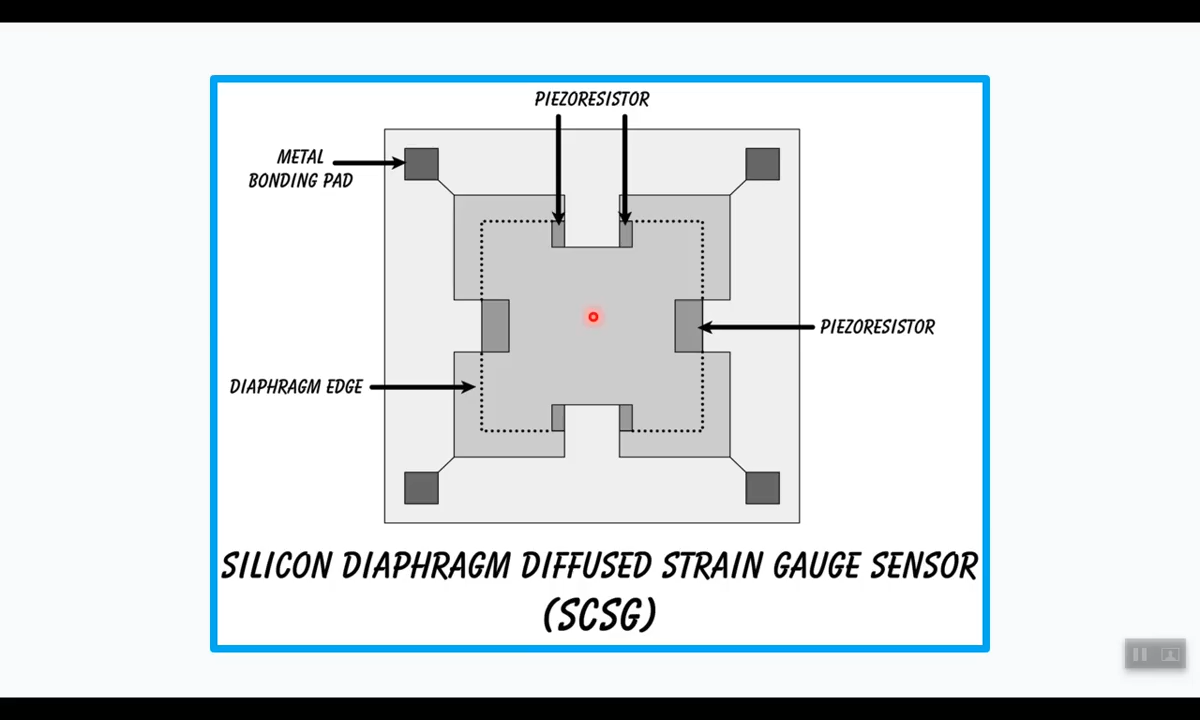 PIEZORESISTOR
METAL
BONDING PAD
PIEZORESISTOR
DIAPHRAGM EDGE
SILICON DIAPHRAGM DIFFUSED STRAIN GAUGE SENSOR
(SCSG)